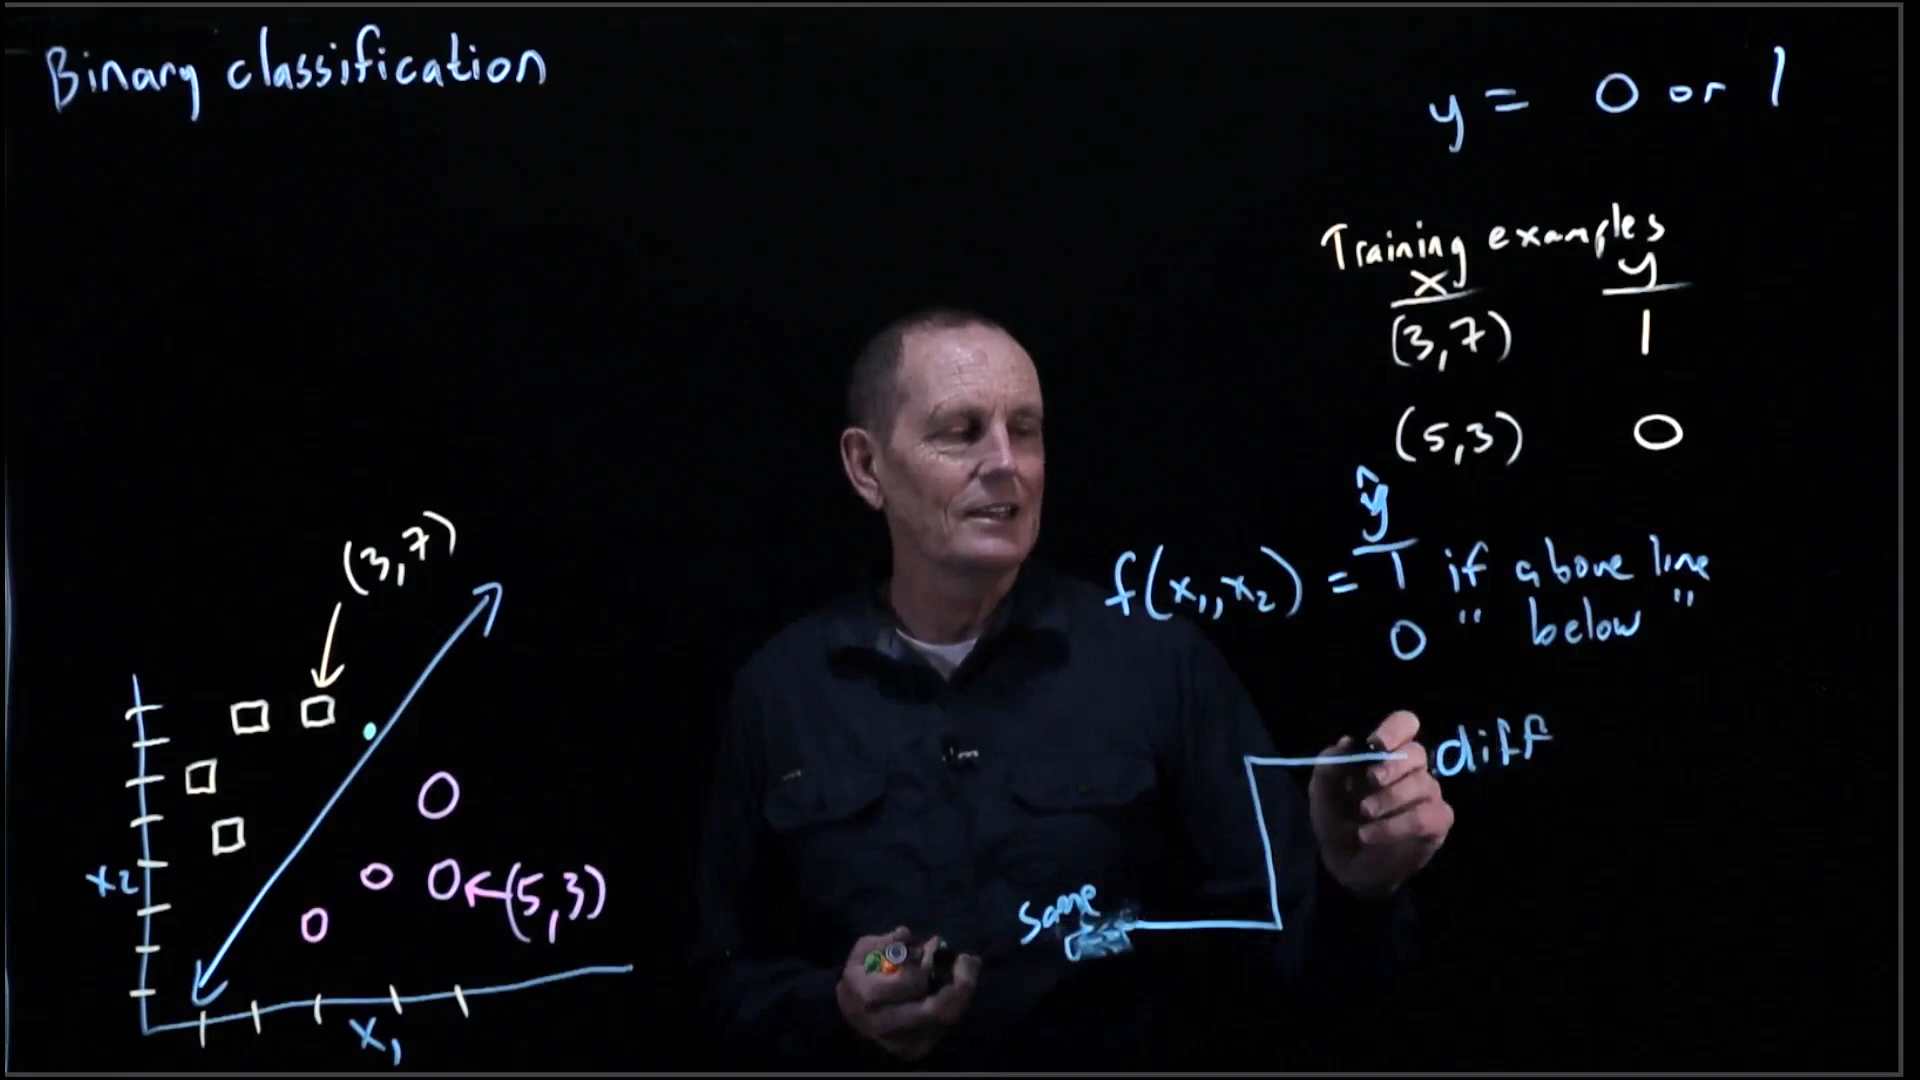 Binary classification
y = 0 or 1
Training examples
x y
(3,7) 1
(5,3) 0
ŷ
f(x₁,x₂) = 1 if above line
0 " below "
diff
same
(3,7)
(5,3)
x2
x₁